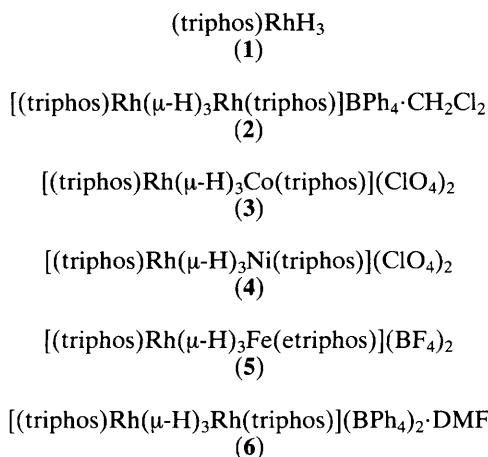 (triphos)RhH₃
(1)
[(triphos)Rh(μ-H)₃Rh(triphos)]BPh₄·CH₂Cl₂
(2)
[(triphos)Rh(μ-H)₃Co(triphos)](ClO₄)₂
(3)
[(triphos)Rh(μ-H)₃Ni(triphos)](ClO₄)₂
(4)
[(triphos)Rh(μ-H)₃Fe(etriphos)](BF₄)₂
(5)
[(triphos)Rh(μ-H)₃Rh(triphos)](BPh₄)₂·DMF
(6)